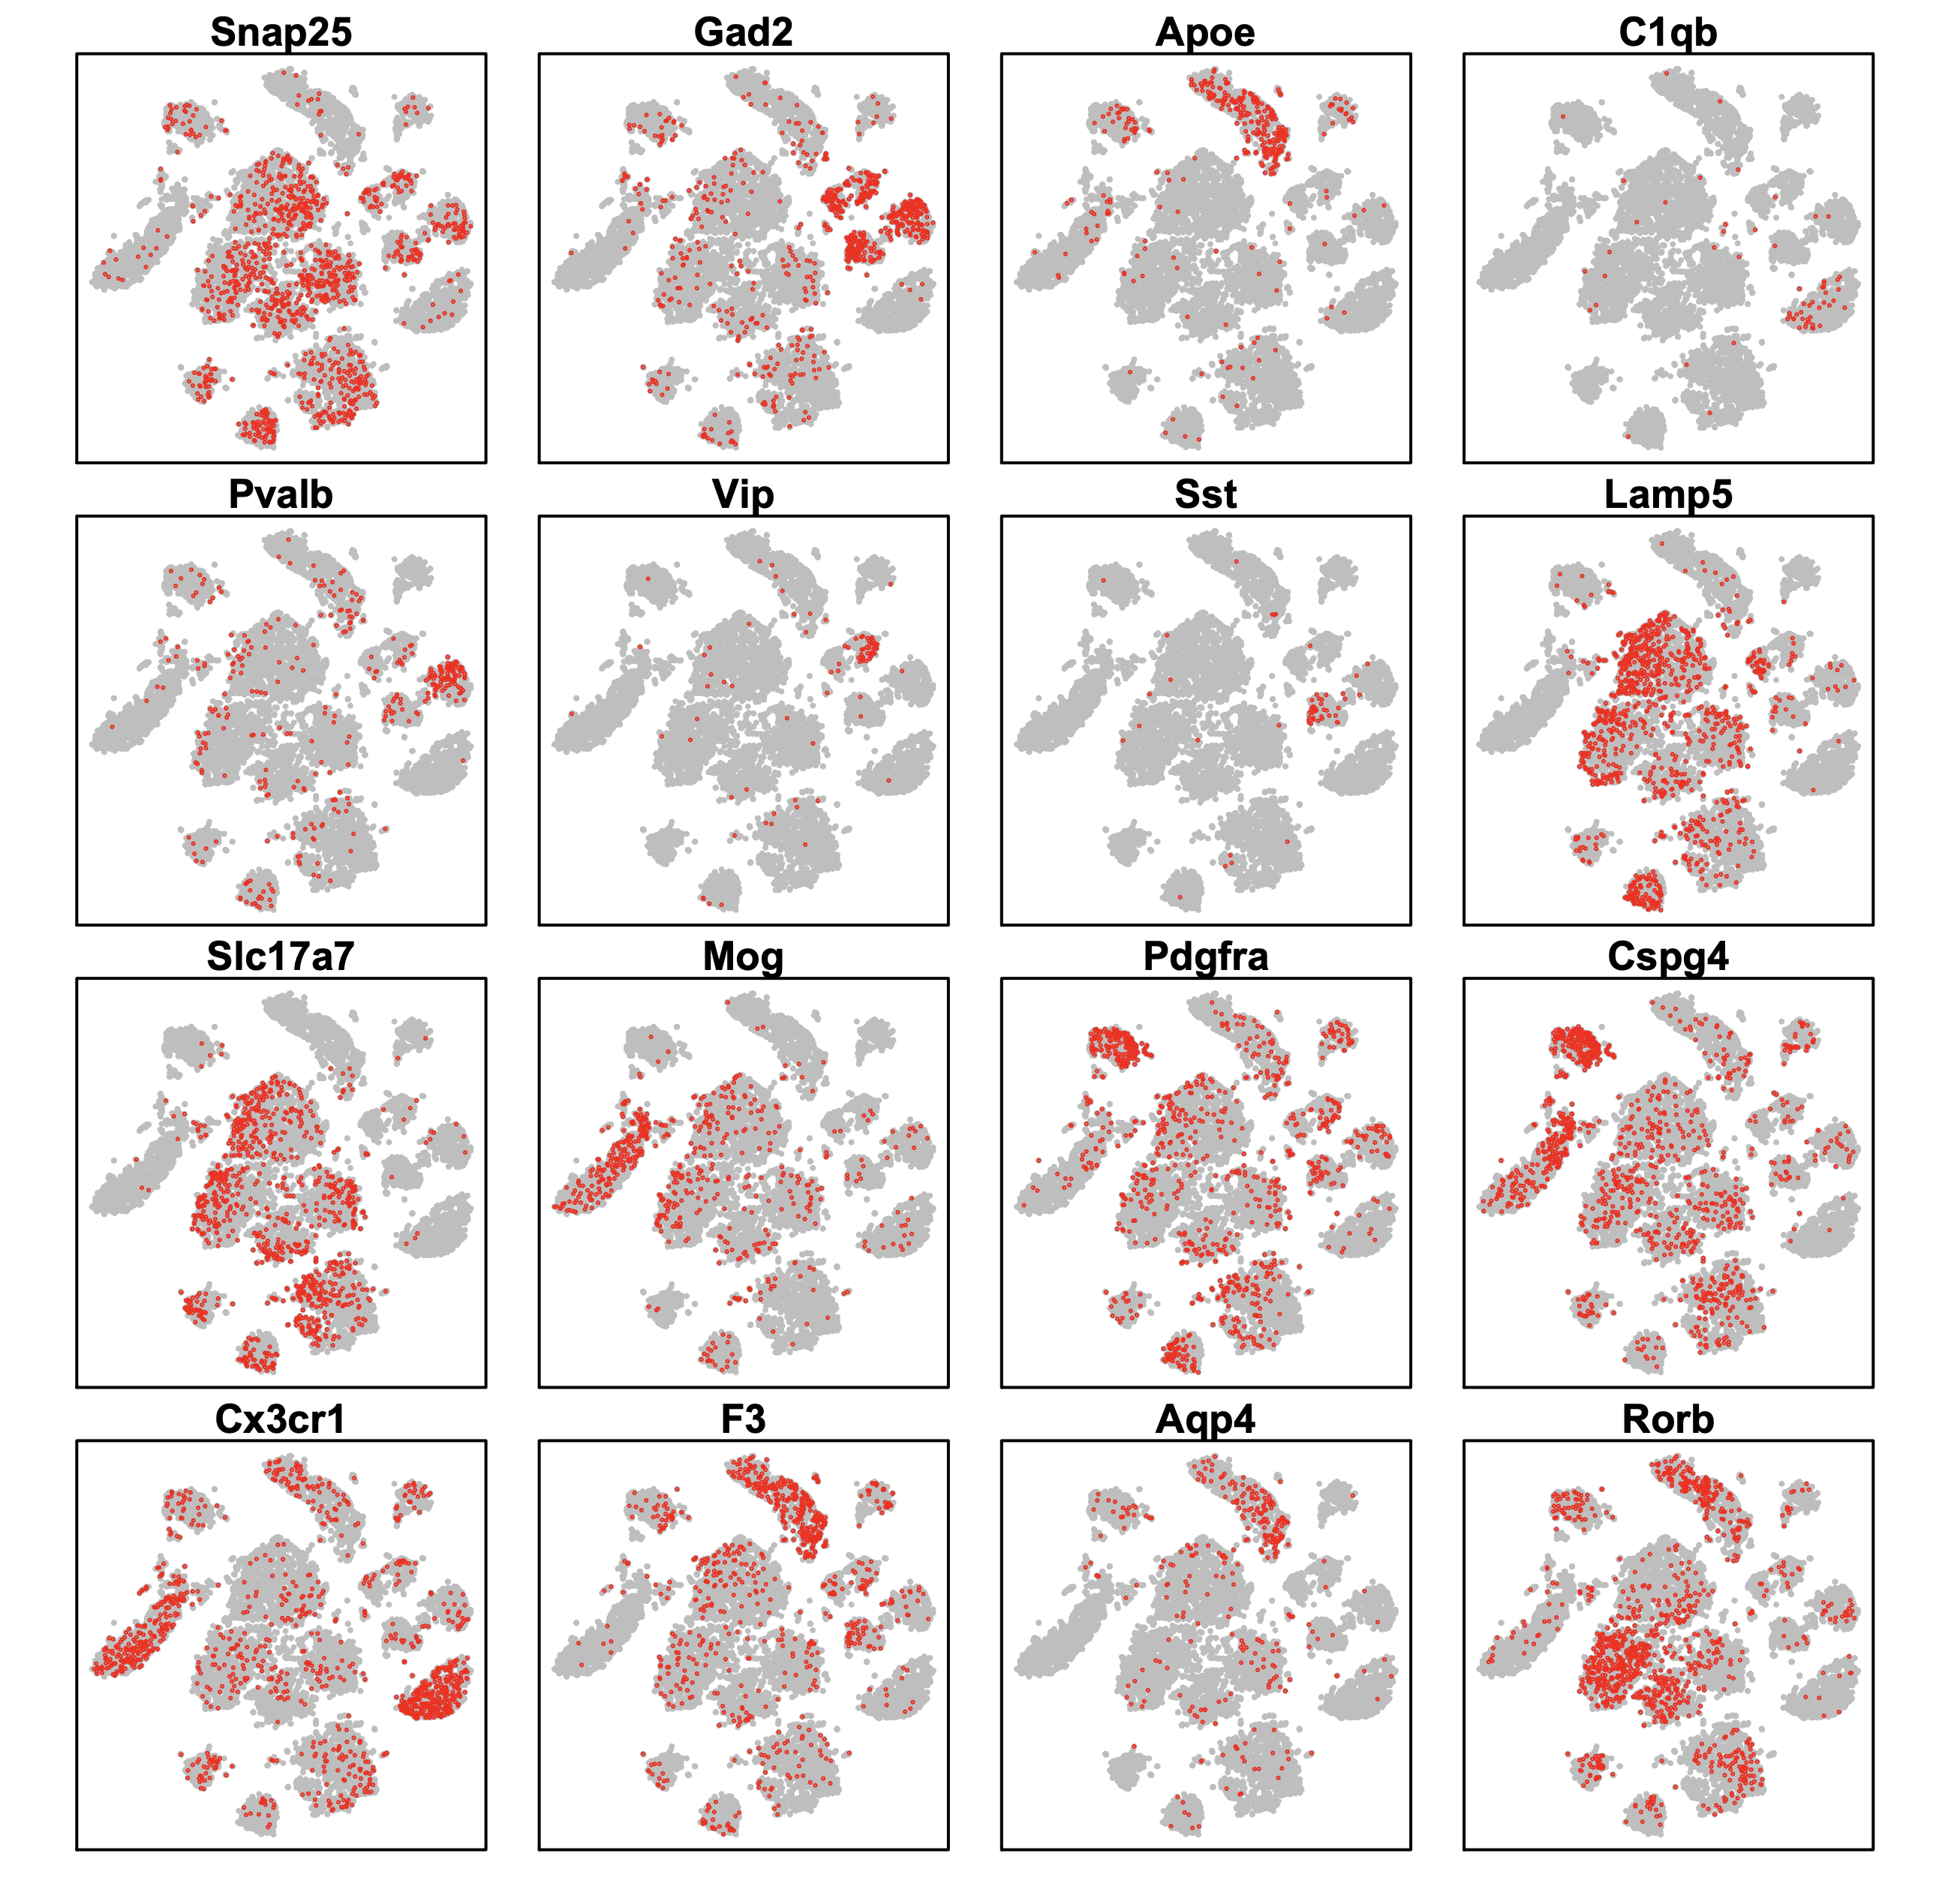 Snap25 Gad2 Apoe C1qb
Pvalb Vip Sst Lamp5
Slc17a7 Mog Pdgfra Cspg4
Cx3cr1 F3 Aqp4 Rorb